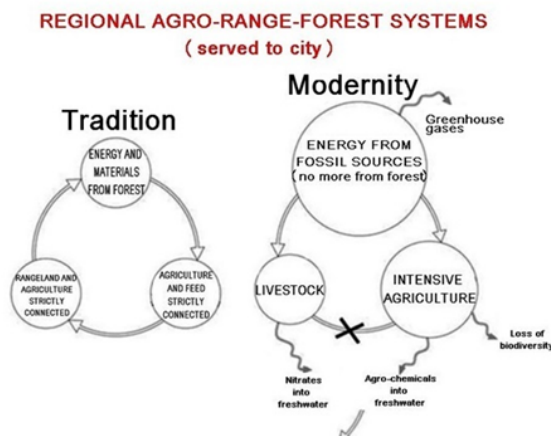 REGIONAL AGRO-RANGE-FOREST SYSTEMS
( served to city )
Tradition
ENERGY AND
MATERIALS
FROM FOREST
RANGELAND AND
AGRICULTURE
STRICTLY
CONNECTED
AGRICULTURE
AND FEED
STRICTLY
CONNECTED
Modernity
ENERGY FROM
FOSSIL SOURCES
(no more from forest)
Greenhouse
gases
LIVESTOCK
INTENSIVE
AGRICULTURE
Loss of
biodiversity
Nitrates
into
freshwater
Agro-chemicals
into
freshwater